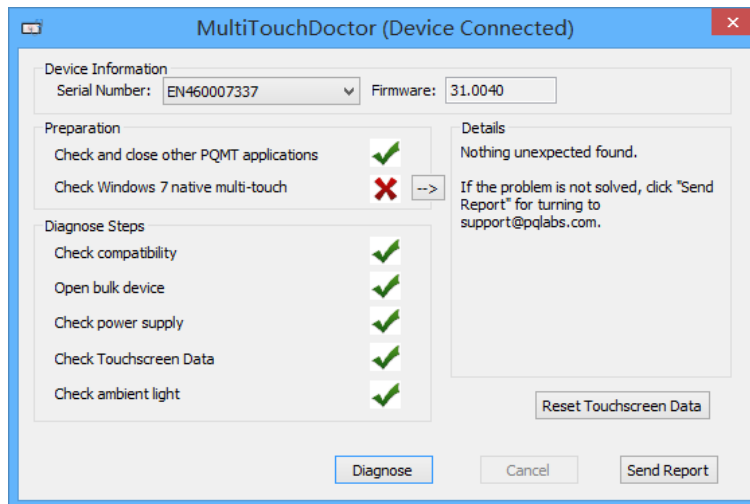 MultiTouchDoctor (Device Connected)
Device Information
Serial Number: EN460007337 Firmware: 31.0040
Preparation
Check and close other PQMT applications
Check Windows 7 native multi-touch -->
Diagnose Steps
Check compatibility
Open bulk device
Check power supply
Check Touchscreen Data
Check ambient light
Details
Nothing unexpected found.
If the problem is not solved, click "Send
Report" for turning to
support@pqlabs.com.
Reset Touchscreen Data
Diagnose Cancel Send Report